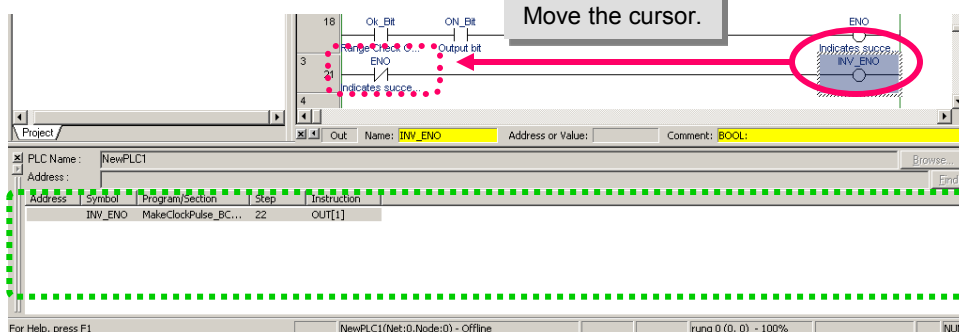 Move the cursor.
18 Ok_Bit ON_Bit ENO
Range Check O... Output bit Indicates succe...
3 ENO INV_ENO
21
Indicates succe...
4
Project
Out Name: INV_ENO Address or Value: Comment: BOOL:
PLC Name : NewPLC1 Browse...
Address : Find
Address Symbol Program/Section Step Instruction
INV_ENO MakeClockPulse_BC... 22 OUT[1]
For Help, press F1 NewPLC1(Net:0,Node:0) - Offline rung 0 (0, 0) - 100% NU